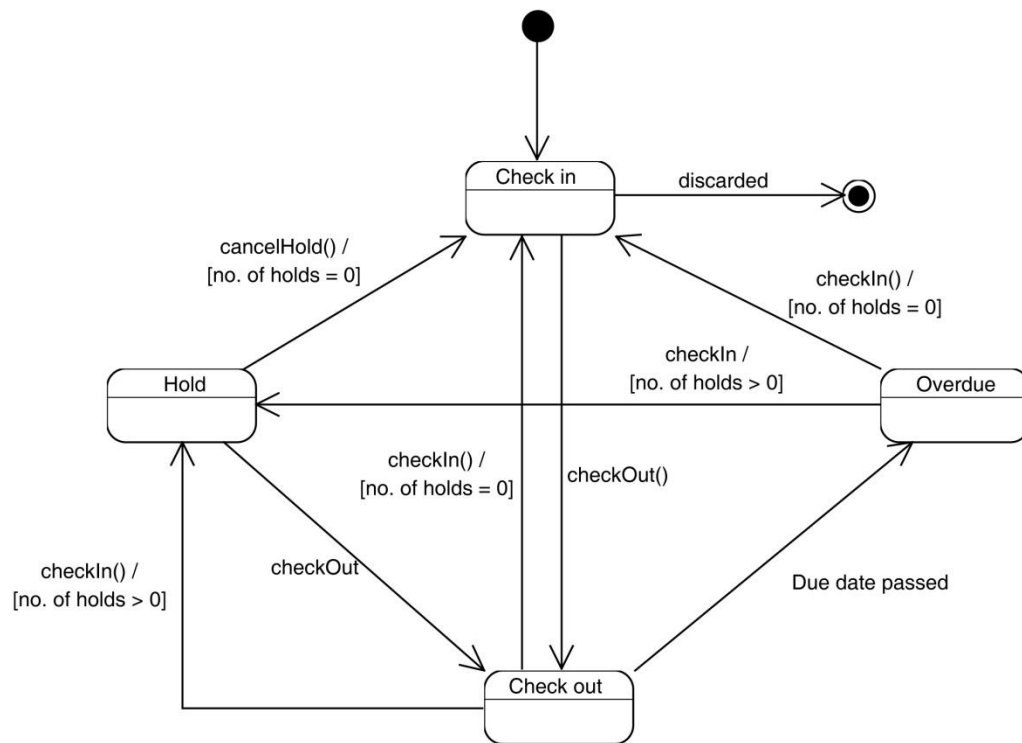 Check in
discarded
cancelHold() /
[no. of holds = 0]
checkIn() /
[no. of holds = 0]
checkIn /
[no. of holds > 0]
Hold
Overdue
checkIn() /
[no. of holds = 0]
checkOut()
checkOut
checkIn() /
[no. of holds > 0]
Due date passed
Check out